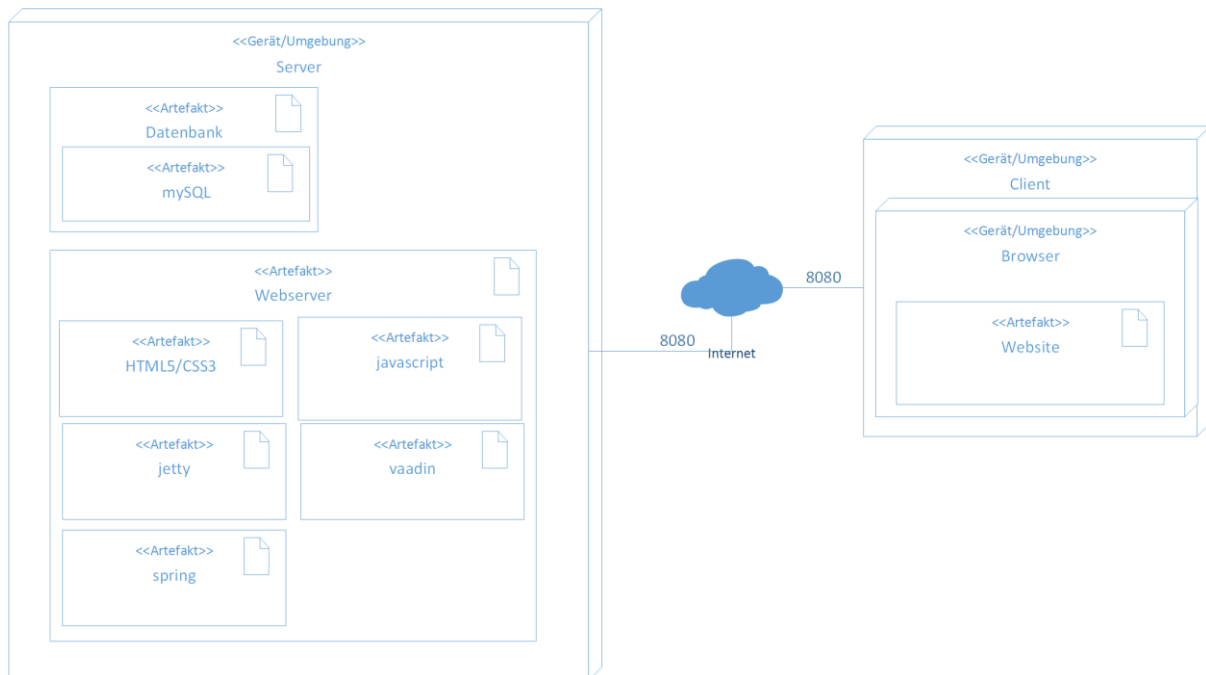 <<Gerät/Umgebung>>
Server
<<Artefakt>>
Datenbank
<<Artefakt>>
mySQL
<<Artefakt>>
Webserver
<<Artefakt>>
HTML5/CSS3
<<Artefakt>>
javascript
<<Artefakt>>
jetty
<<Artefakt>>
vaadin
<<Artefakt>>
spring
8080
Internet
8080
<<Gerät/Umgebung>>
Client
<<Gerät/Umgebung>>
Browser
<<Artefakt>>
Website